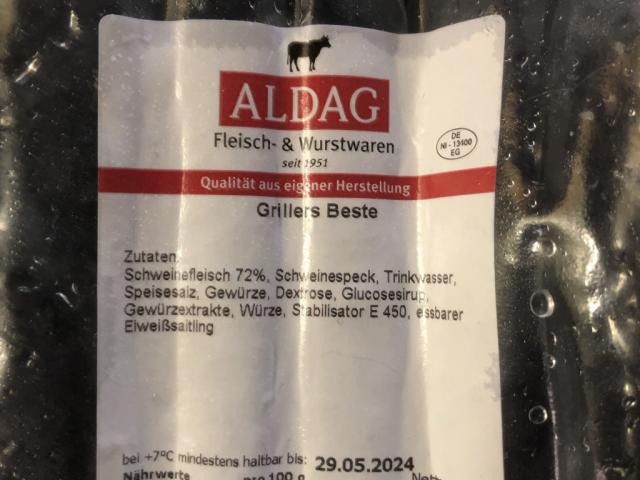 ALDAG
Fleisch- & Wurstwaren
seit 1951
DE
NI - 13400
EG
Qualität aus eigener Herstellung
Grillers Beste
Zutaten:
Schweinefleisch 72%, Schweinespeck, Trinkwasser,
Speisesalz, Gewürze, Dextrose, Glucosesirup,
Gewürzextrakte, Würze, Stabilisator E 450, essbarer
Eiweißsaitling
bei +7°C mindestens haltbar bis: 29.05.2024
Nährwerte pro 100 g